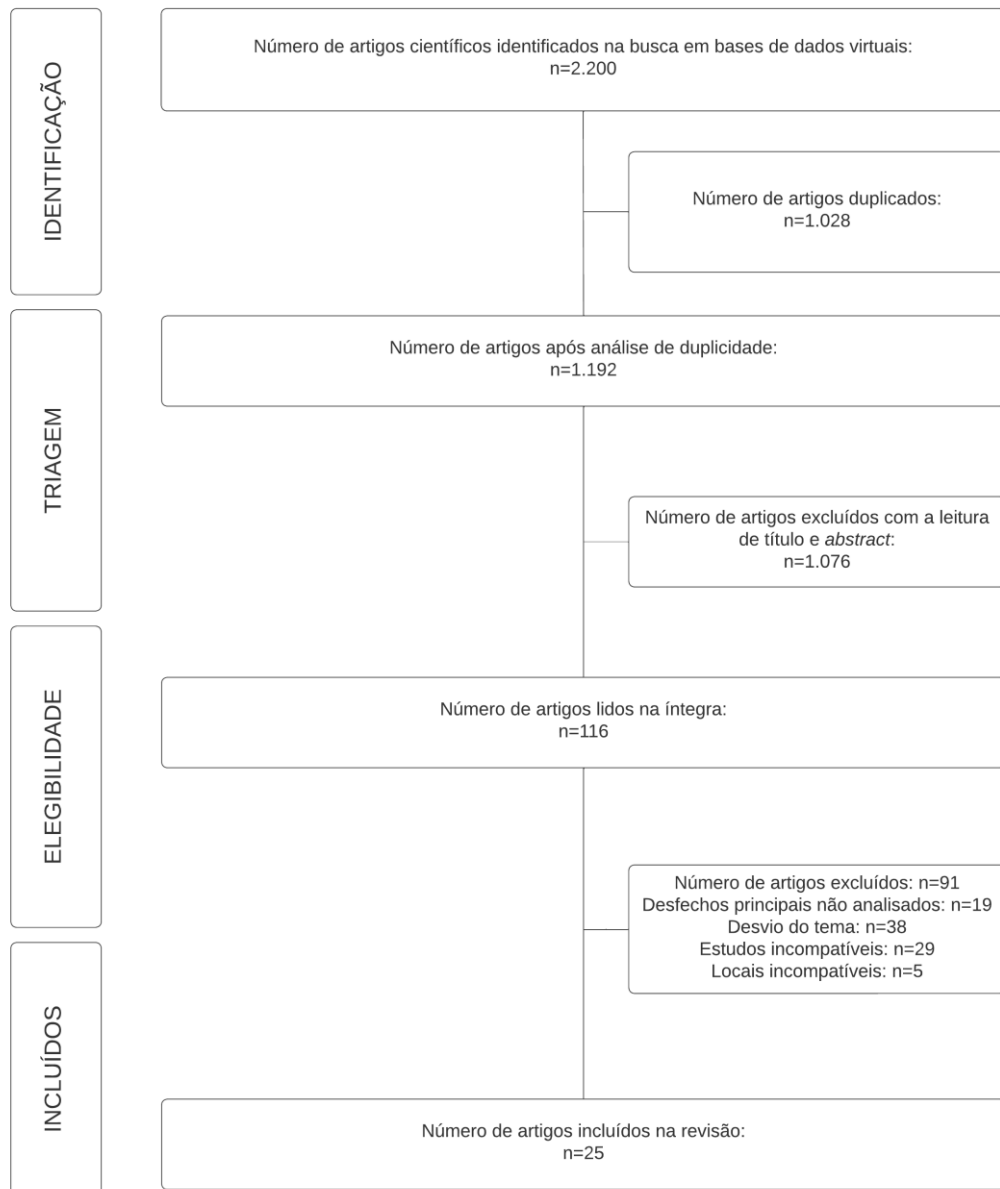 IDENTIFICAÇÃO
Número de artigos científicos identificados na busca em bases de dados virtuais:
n=2.200
Número de artigos duplicados:
n=1.028
TRIAGEM
Número de artigos após análise de duplicidade:
n=1.192
Número de artigos excluídos com a leitura
de título e abstract:
n=1.076
ELEGIBILIDADE
Número de artigos lidos na íntegra:
n=116
Número de artigos excluídos: n=91
Desfechos principais não analisados: n=19
Desvio do tema: n=38
Estudos incompatíveis: n=29
Locais incompatíveis: n=5
INCLUÍDOS
Número de artigos incluídos na revisão:
n=25